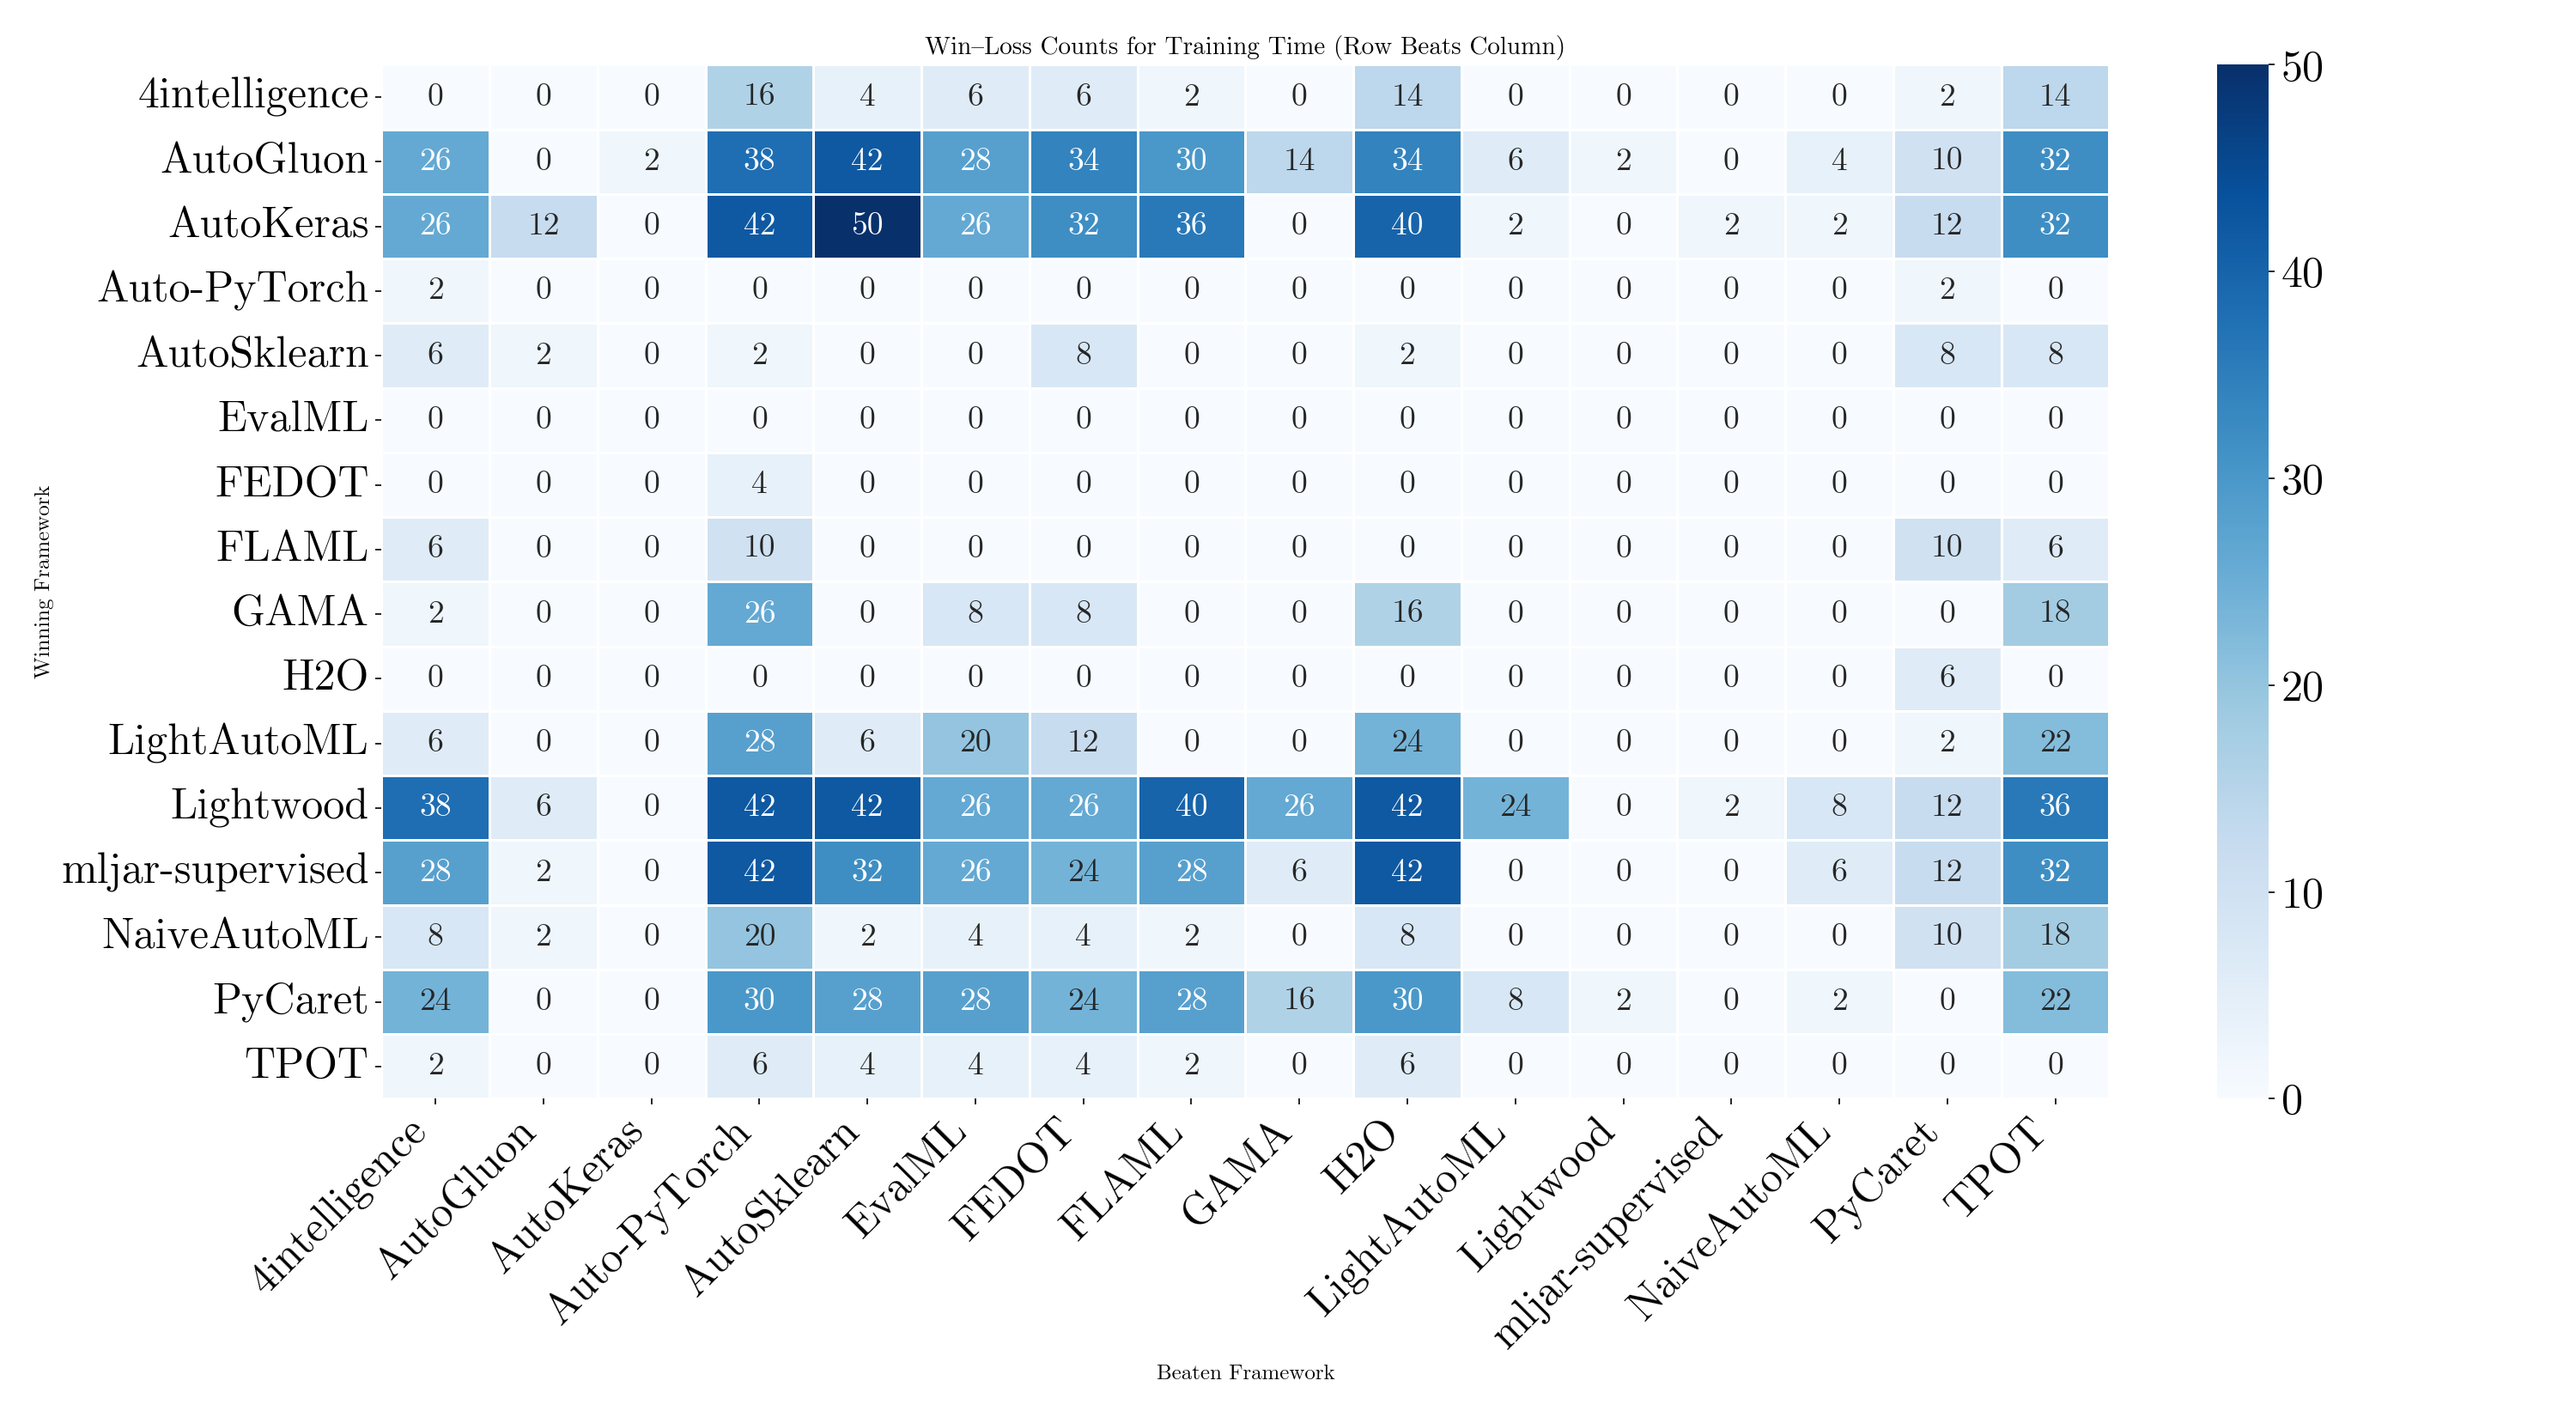 Win–Loss Counts for Training Time (Row Beats Column)
4intelligence 0 0 0 16 4 6 6 2 0 14 0 0 0 0 2 14
AutoGluon 26 0 2 38 42 28 34 30 14 34 6 2 0 4 10 32
AutoKeras 26 12 0 42 50 26 32 36 0 40 2 0 2 2 12 32
Auto-PyTorch 2 0 0 0 0 0 0 0 0 0 0 0 0 0 2 0
AutoSklearn 6 2 0 2 0 0 8 0 0 2 0 0 0 0 8 8
EvalML 0 0 0 0 0 0 0 0 0 0 0 0 0 0 0 0
FEDOT 0 0 0 4 0 0 0 0 0 0 0 0 0 0 0 0
FLAML 6 0 0 10 0 0 0 0 0 0 0 0 0 0 10 6
GAMA 2 0 0 26 0 8 8 0 0 16 0 0 0 0 0 18
H2O 0 0 0 0 0 0 0 0 0 0 0 0 0 0 6 0
LightAutoML 6 0 0 28 6 20 12 0 0 24 0 0 0 0 2 22
Lightwood 38 6 0 42 42 26 26 40 26 42 24 0 2 8 12 36
mljar-supervised 28 2 0 42 32 26 24 28 6 42 0 0 0 6 12 32
NaiveAutoML 8 2 0 20 2 4 4 2 0 8 0 0 0 0 10 18
PyCaret 24 0 0 30 28 28 24 28 16 30 8 2 0 2 0 22
TPOT 2 0 0 6 4 4 4 2 0 6 0 0 0 0 0 0
Winning Framework
4intelligence
AutoGluon
AutoKeras
Auto-PyTorch
AutoSklearn
EvalML
FEDOT
FLAML
GAMA
H2O
LightAutoML
Lightwood
mljar-supervised
NaiveAutoML
PyCaret
TPOT
Beaten Framework
50
40
30
20
10
0